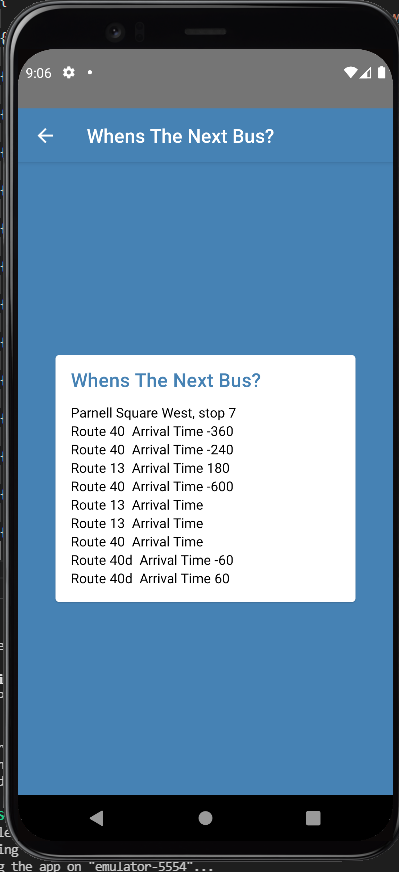 9:06
Whens The Next Bus?
Whens The Next Bus?
Parnell Square West, stop 7
Route 40 Arrival Time -360
Route 40 Arrival Time -240
Route 13 Arrival Time 180
Route 40 Arrival Time -600
Route 13 Arrival Time
Route 13 Arrival Time
Route 40 Arrival Time
Route 40d Arrival Time -60
Route 40d Arrival Time 60
ing
g the app on "emulator-5554"...